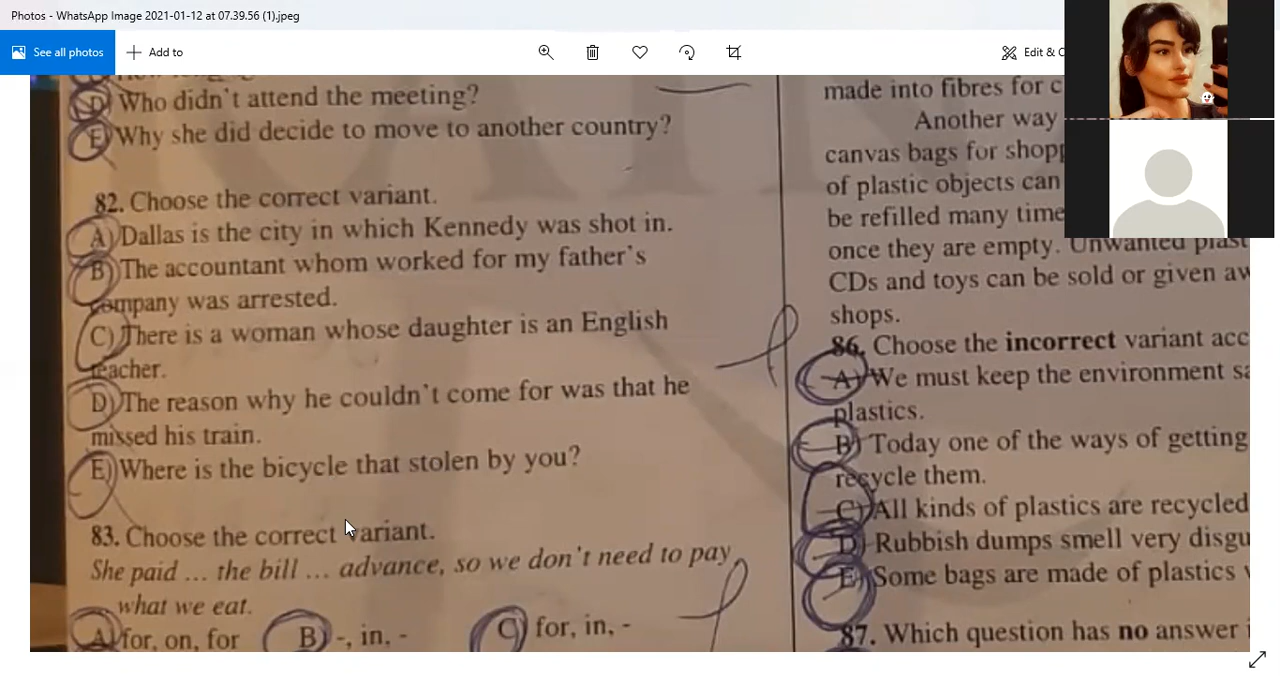 Photos - WhatsApp Image 2021-01-12 at 07.39.56 (1).jpeg
See all photos
Add to
Edit & C
D) Who didn't attend the meeting?
E) Why she did decide to move to another country?
82. Choose the correct variant.
A) Dallas is the city in which Kennedy was shot in.
B) The accountant whom worked for my father's
company was arrested.
C) There is a woman whose daughter is an English
teacher.
D) The reason why he couldn't come for was that he
missed his train.
E) Where is the bicycle that stolen by you?
83. Choose the correct variant.
She paid ... the bill ... advance, so we don't need to pay
what we eat.
A) for, on, for B) -, in, - C) for, in, -
made into fibres for c
Another way
canvas bags for shopp
of plastic objects can
be refilled many time
once they are empty. Unwanted plast
CDs and toys can be sold or given aw
shops.
86. Choose the incorrect variant acc
A) We must keep the environment sa
plastics.
B) Today one of the ways of getting
recycle them.
C) All kinds of plastics are recycled
D) Rubbish dumps smell very disgu
E) Some bags are made of plastics w
87. Which question has no answer i